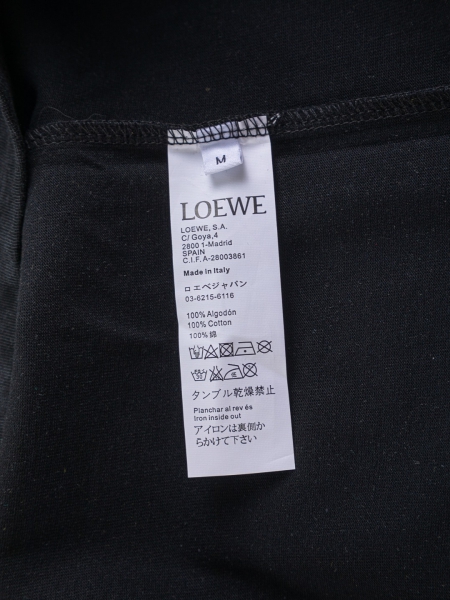 M
LOEWE
LOEWE, S.A.
C/ Goya,4
2800 1-Madrid
SPAIN
C.I.F.A-28003861
Made in Italy
ロエベジャパン
03-6215-6116
100% Algodón
100% Cotton
100% 綿
タンブル乾燥禁止
Planchar al rev és
Iron inside out
アイロンは裏側か
らかけて下さい